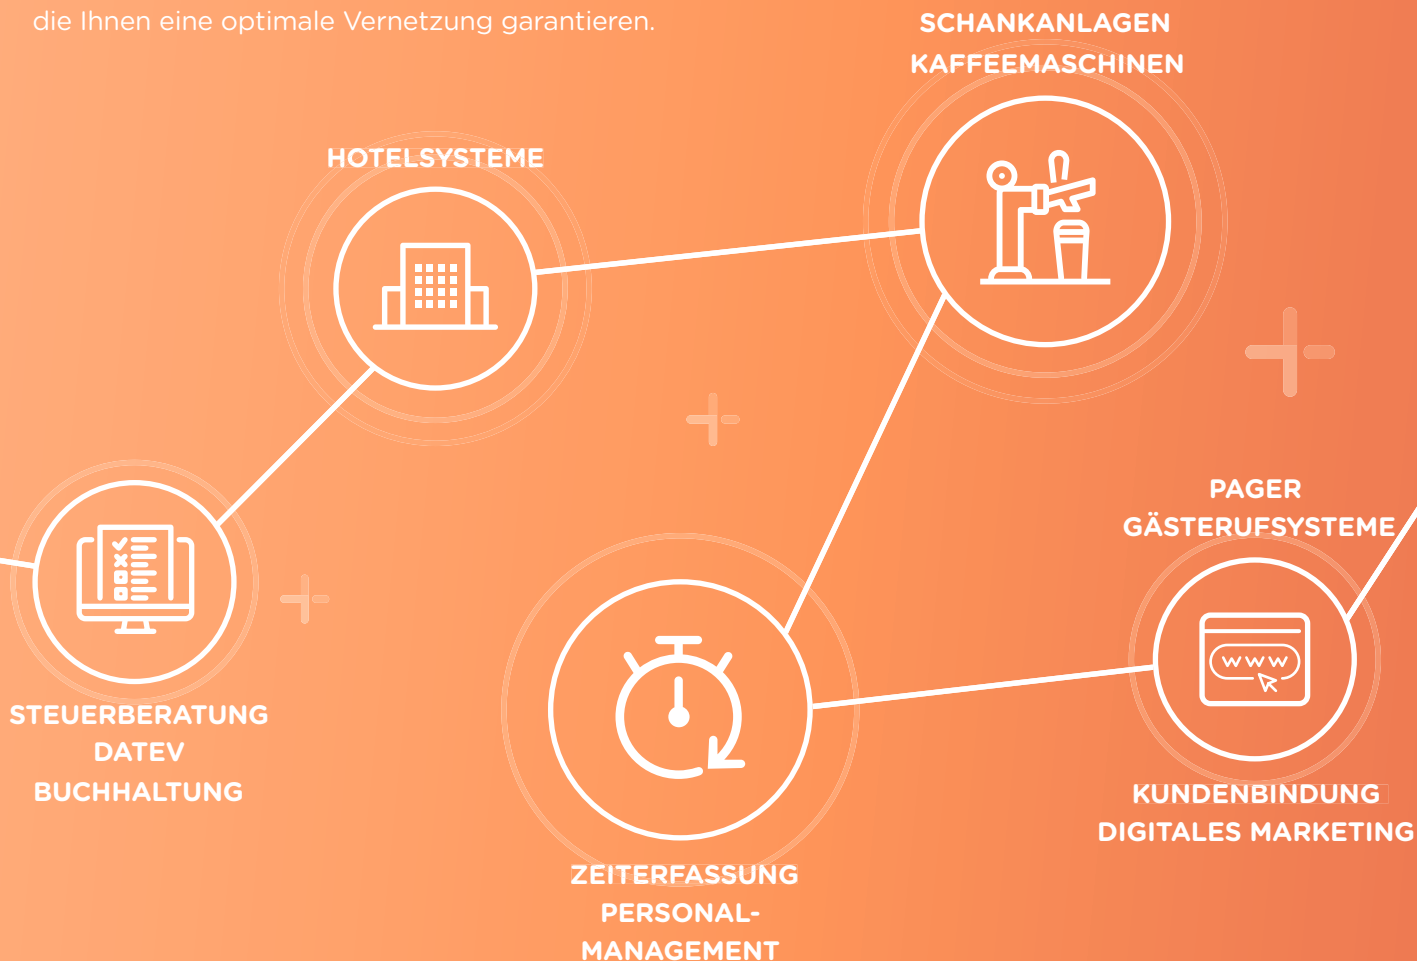 die Ihnen eine optimale Vernetzung garantieren.
SCHANKANLAGEN
KAFFEEMASCHINEN
HOTELSYSTEME
PAGER
GÄSTERUFSYSTEME
www
STEUERBERATUNG
DATEV
BUCHHALTUNG
KUNDENBINDUNG
DIGITALES MARKETING
ZEITERFASSUNG
PERSONAL-
MANAGEMENT